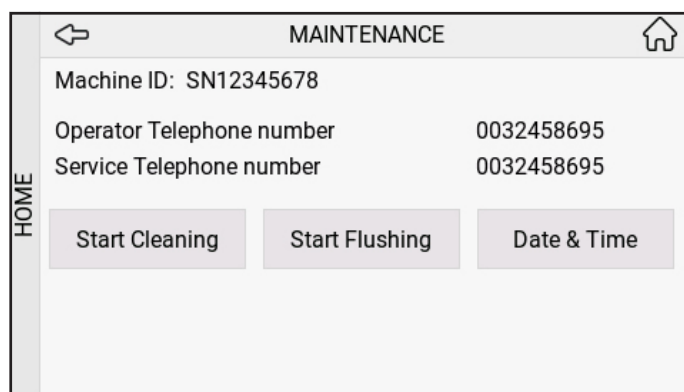 MAINTENANCE
Machine ID: SN12345678
Operator Telephone number 0032458695
Service Telephone number 0032458695
HOME
Start Cleaning Start Flushing Date & Time